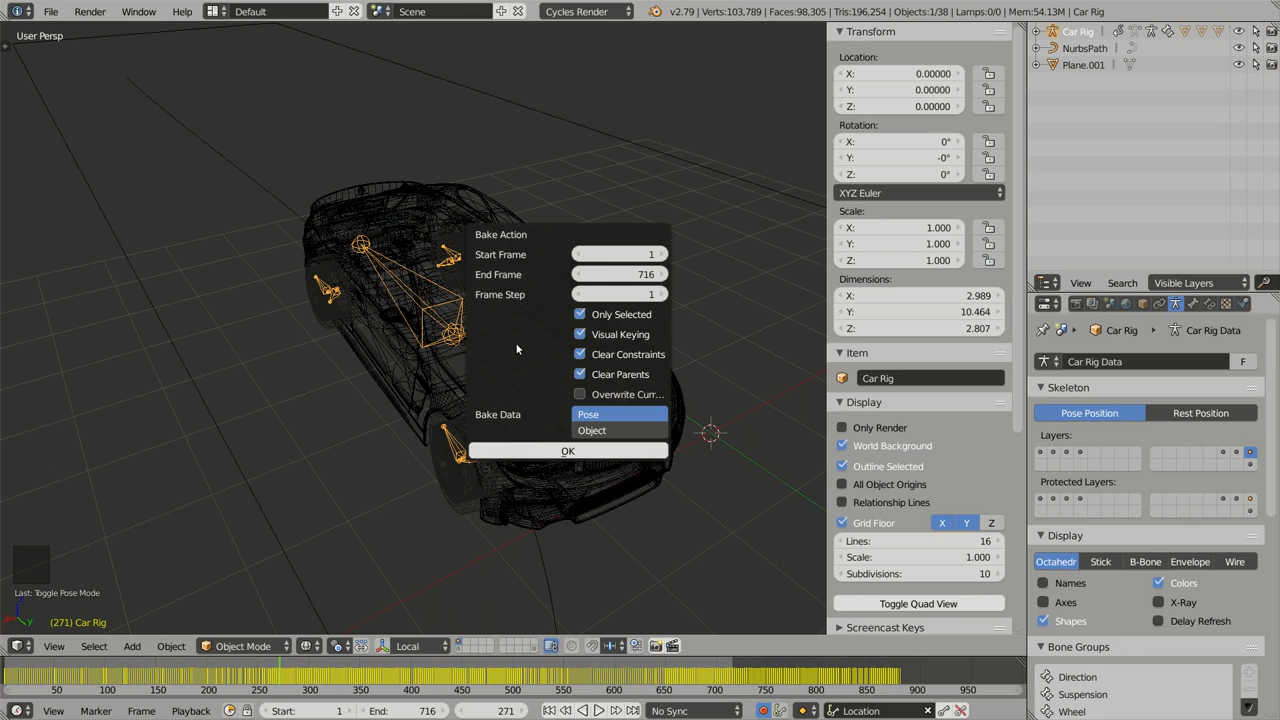 File Render Window Help Default Scene Cycles Render v2.79 | Verts:103,789 | Faces:98,305 | Tris:196,254 | Objects:1/38 | Lamps:0/0 | Mem:54.13M | Car Rig
User Persp
Bake Action
Start Frame 1
End Frame 716
Frame Step 1
Only Selected
Visual Keying
Clear Constraints
Clear Parents
Overwrite Curr...
Bake Data Pose
Object
OK
Last: Toggle Pose Mode
(271) Car Rig
Transform
Location:
X: 0.00000
Y: 0.00000
Z: 0.00000
Rotation:
X: 0°
Y: -0°
Z: 0°
XYZ Euler
Scale:
X: 1.000
Y: 1.000
Z: 1.000
Dimensions:
X: 2.989
Y: 10.464
Z: 2.807
Item
Car Rig
Display
Only Render
World Background
Outline Selected
All Object Origins
Relationship Lines
Grid Floor X Y Z
Lines: 16
Scale: 1.000
Subdivisions: 10
Toggle Quad View
Screencast Keys
Car Rig
NurbsPath
Plane.001
View Search Visible Layers
Car Rig Car Rig Data
Car Rig Data F
Skeleton
Pose Position Rest Position
Layers:
Protected Layers:
Display
Octahedr Stick B-Bone Envelope Wire
Names Colors
Axes X-Ray
Shapes Delay Refresh
Bone Groups
Direction
Suspension
Wheel
View Select Add Object Object Mode Local
0 50 100 150 200 250 300 350 400 450 500 550 600 650 700 750 800 850 900 950
View Marker Frame Playback Start: 1 End: 716 271 No Sync Location